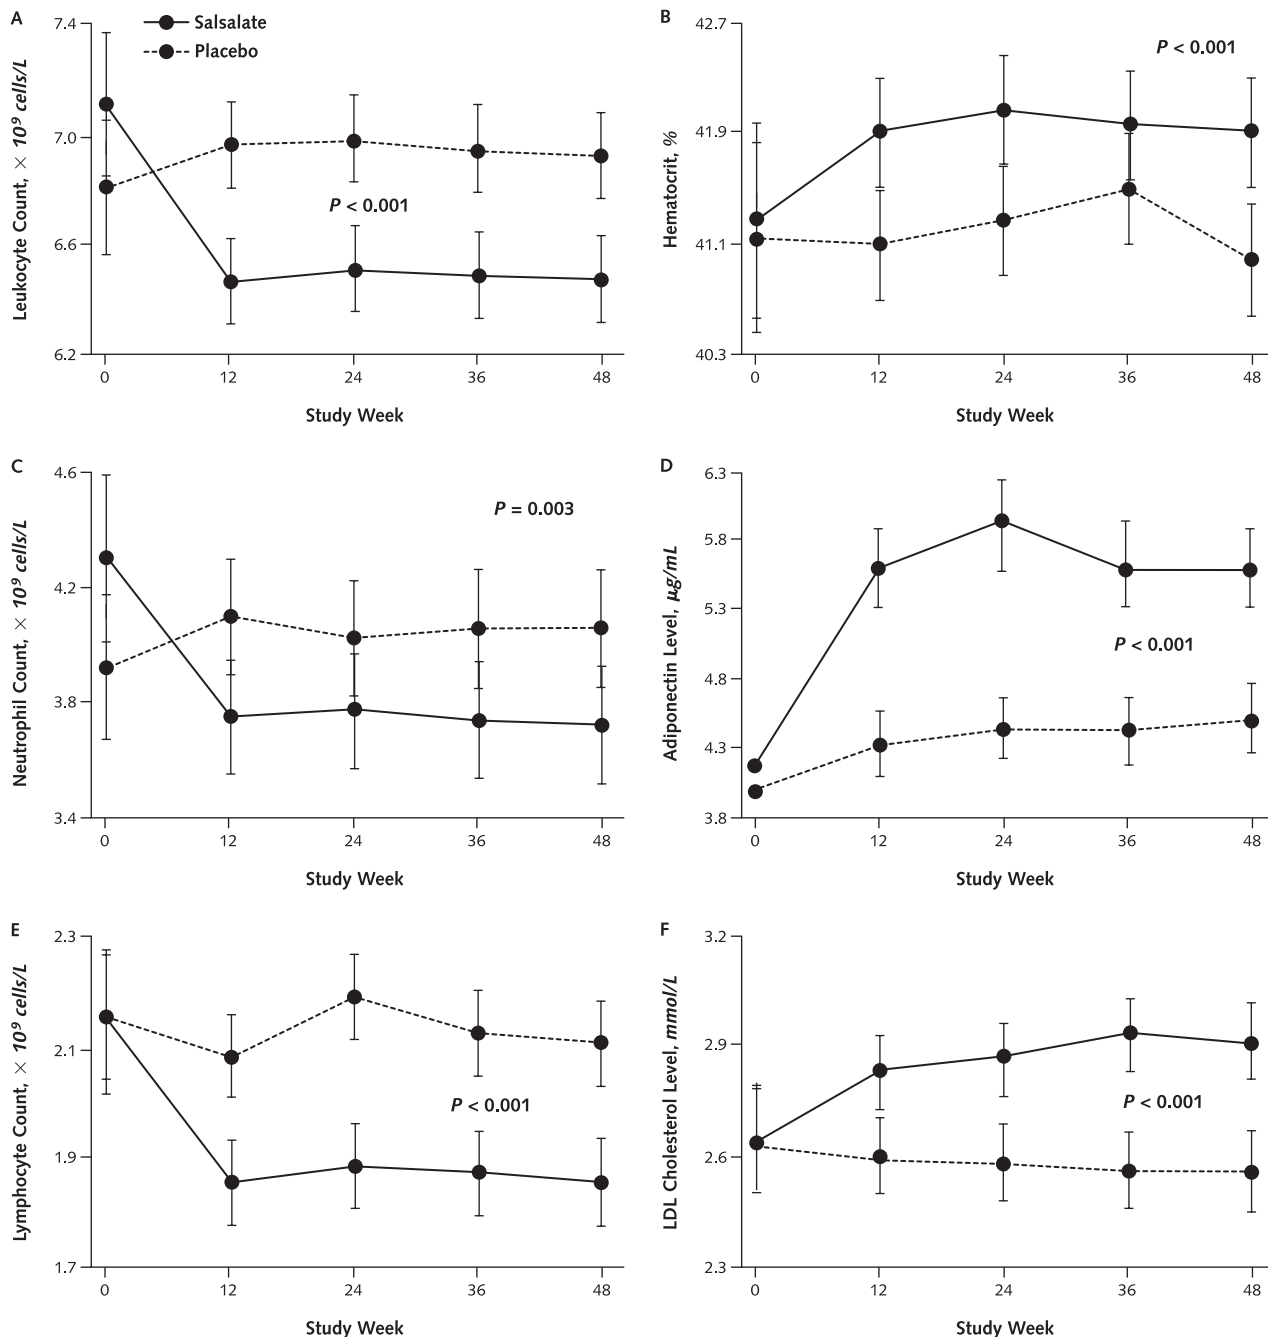 A
Salsalate
Placebo
7.4
7.0
6.6
6.2
Leukocyte Count, × 10⁹ cells/L
P < 0.001
0 12 24 36 48
Study Week
B
42.7
41.9
41.1
40.3
Hematocrit, %
P < 0.001
0 12 24 36 48
Study Week
C
4.6
4.2
3.8
3.4
Neutrophil Count, × 10⁹ cells/L
P = 0.003
0 12 24 36 48
Study Week
D
6.3
5.8
5.3
4.8
4.3
3.8
Adiponectin Level, µg/mL
P < 0.001
0 12 24 36 48
Study Week
E
2.3
2.1
1.9
1.7
Lymphocyte Count, × 10⁹ cells/L
P < 0.001
0 12 24 36 48
Study Week
F
3.2
2.9
2.6
2.3
LDL Cholesterol Level, mmol/L
P < 0.001
0 12 24 36 48
Study Week